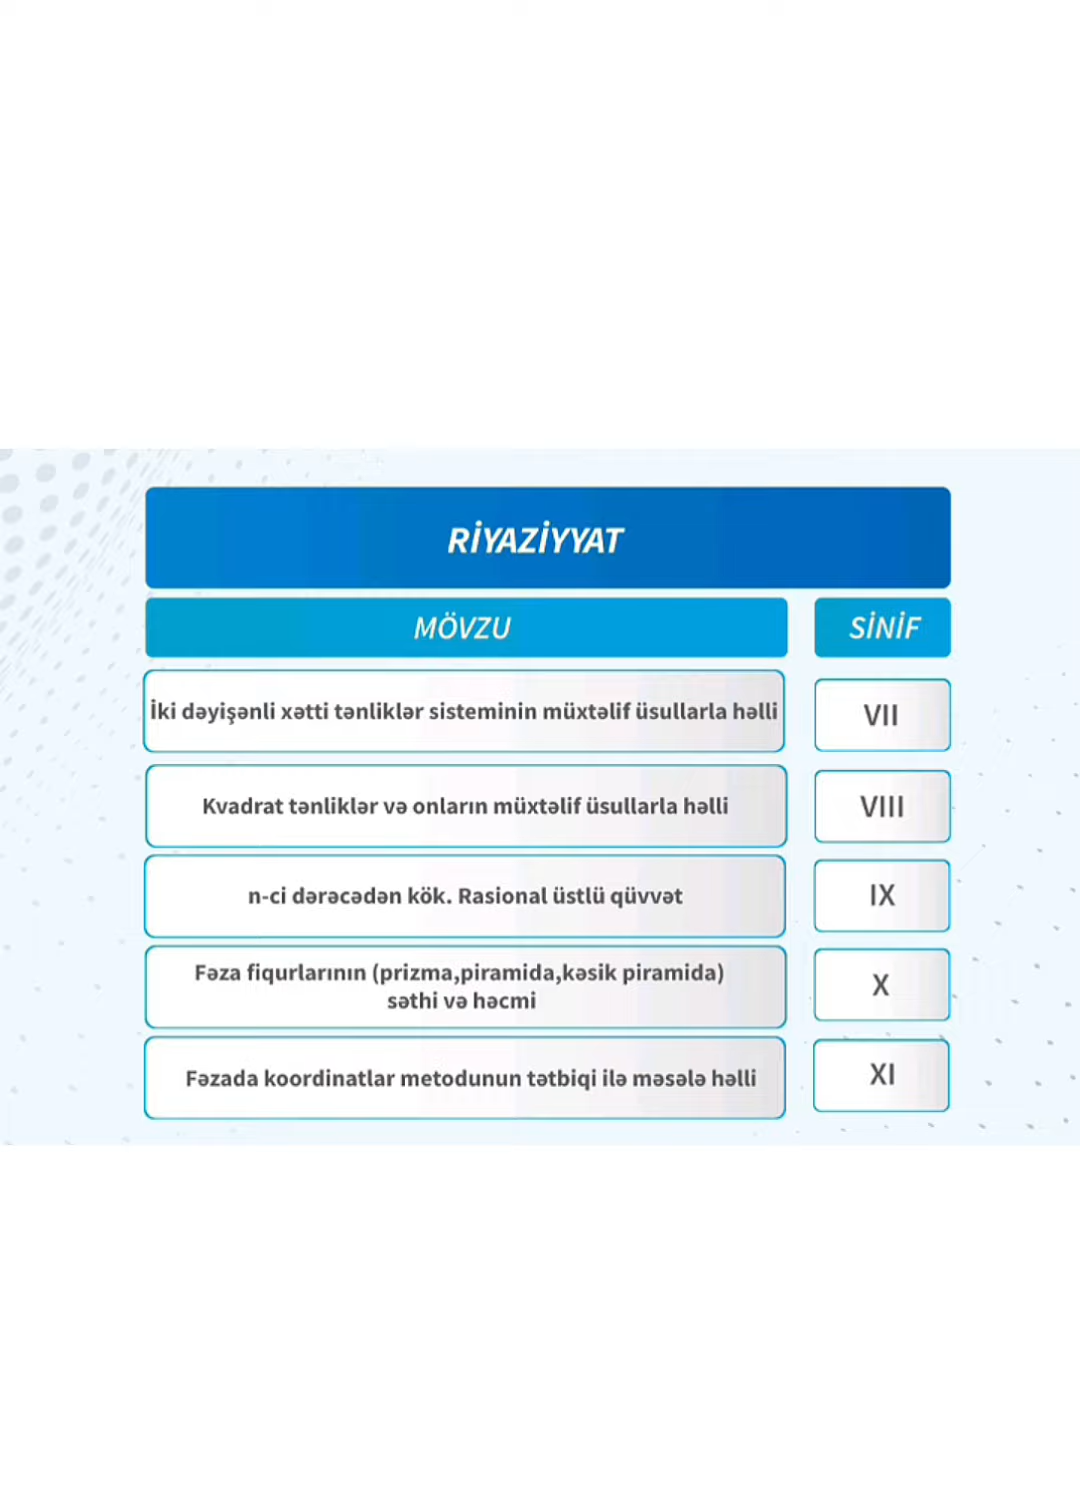 RİYAZİYYAT
MÖVZU
SİNİF
İki dəyişənli xətti tənliklər sisteminin müxtəlif üsullarla həlli
VII
Kvadrat tənliklər və onların müxtəlif üsullarla həlli
VIII
n-ci dərəcədən kök. Rasional üstlü qüvvət
IX
Fəza fiqurlarının (prizma,piramida,kəsik piramida)
səthi və həcmi
X
Fəzada koordinatlar metodunun tətbiqi ilə məsələ həlli
XI